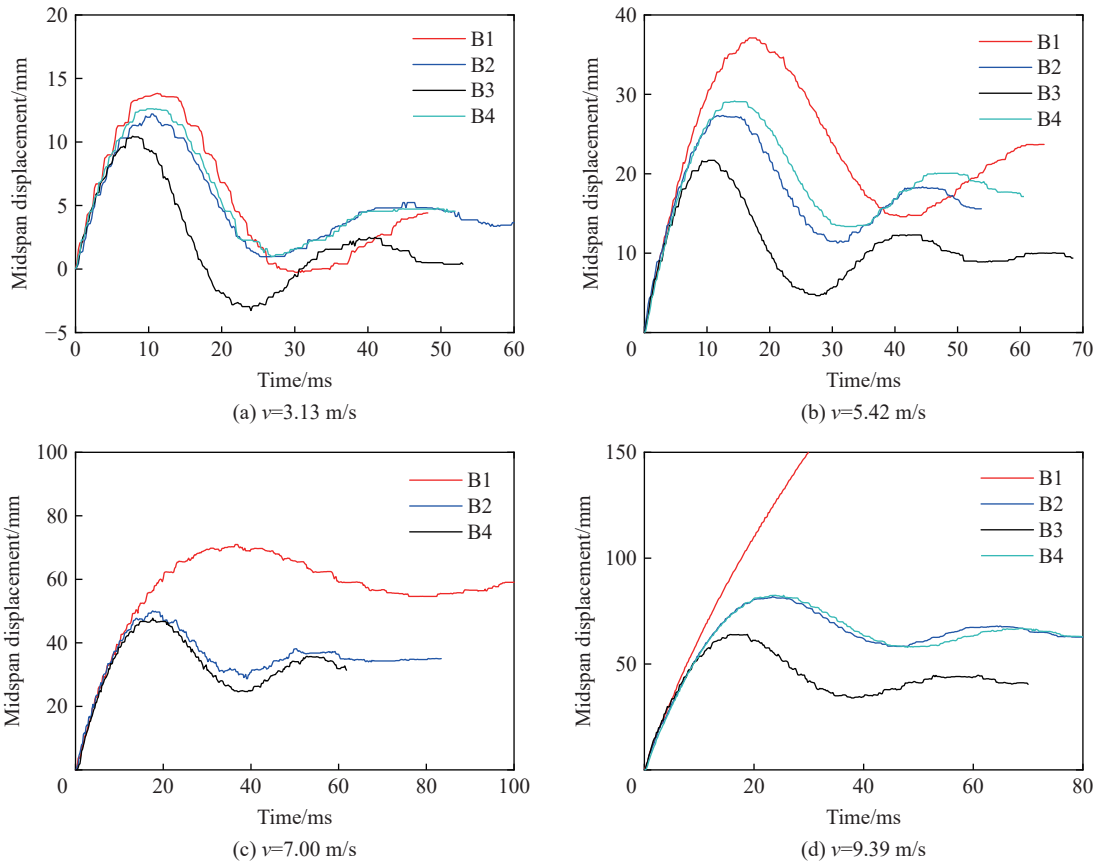 20
15
10
5
0
−5
Midspan displacement/mm
B1
B2
B3
B4
0 10 20 30 40 50 60
Time/ms
(a) v=3.13 m/s
40
30
20
10
Midspan displacement/mm
B1
B2
B3
B4
0 10 20 30 40 50 60 70
Time/ms
(b) v=5.42 m/s
100
80
60
40
20
Midspan displacement/mm
B1
B2
B4
0 20 40 60 80 100
Time/ms
(c) v=7.00 m/s
150
100
50
Midspan displacement/mm
B1
B2
B3
B4
0 20 40 60 80
Time/ms
(d) v=9.39 m/s